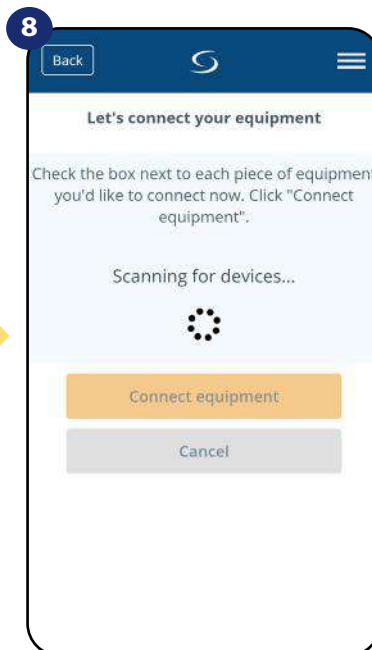 8
Back
Let's connect your equipment
Check the box next to each piece of equipment
you'd like to connect now. Click "Connect
equipment".
Scanning for devices...
Connect equipment
Cancel